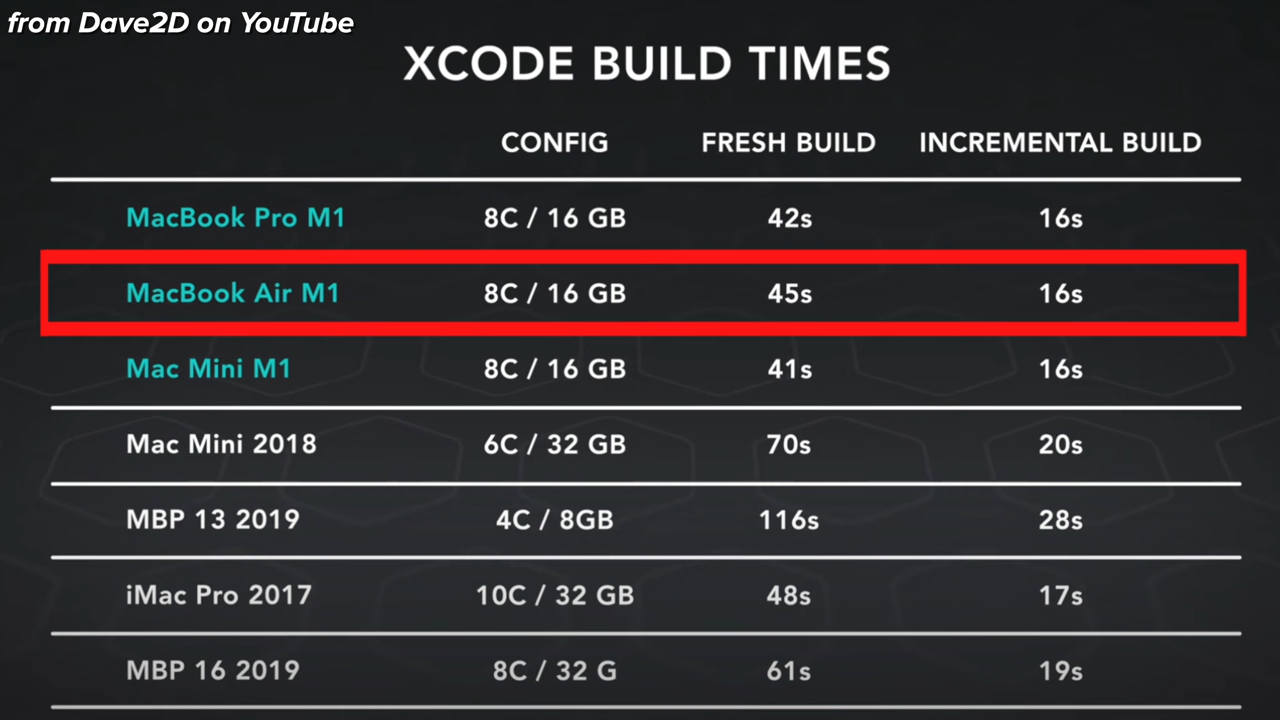 from Dave2D on YouTube
XCODE BUILD TIMES
CONFIG FRESH BUILD INCREMENTAL BUILD
MacBook Pro M1 8C / 16 GB 42s 16s
MacBook Air M1 8C / 16 GB 45s 16s
Mac Mini M1 8C / 16 GB 41s 16s
Mac Mini 2018 6C / 32 GB 70s 20s
MBP 13 2019 4C / 8GB 116s 28s
iMac Pro 2017 10C / 32 GB 48s 17s
MBP 16 2019 8C / 32 G 61s 19s